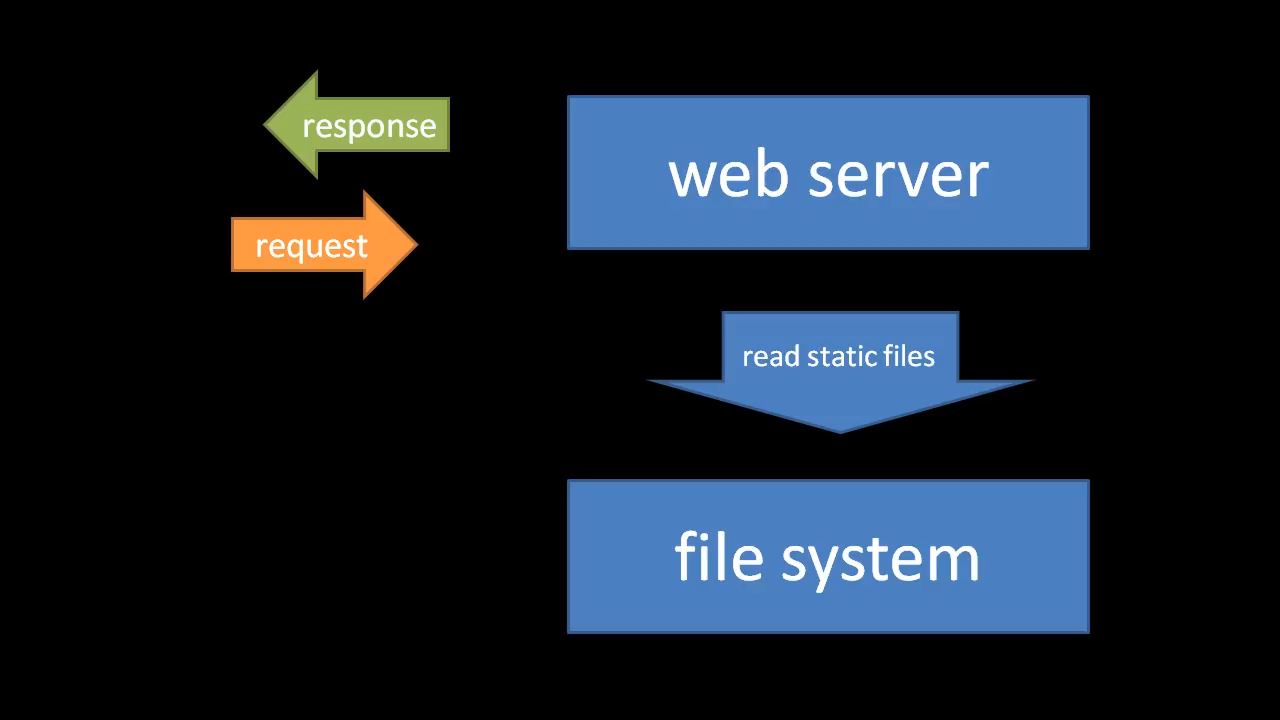 response
web server
request
read static files
file system